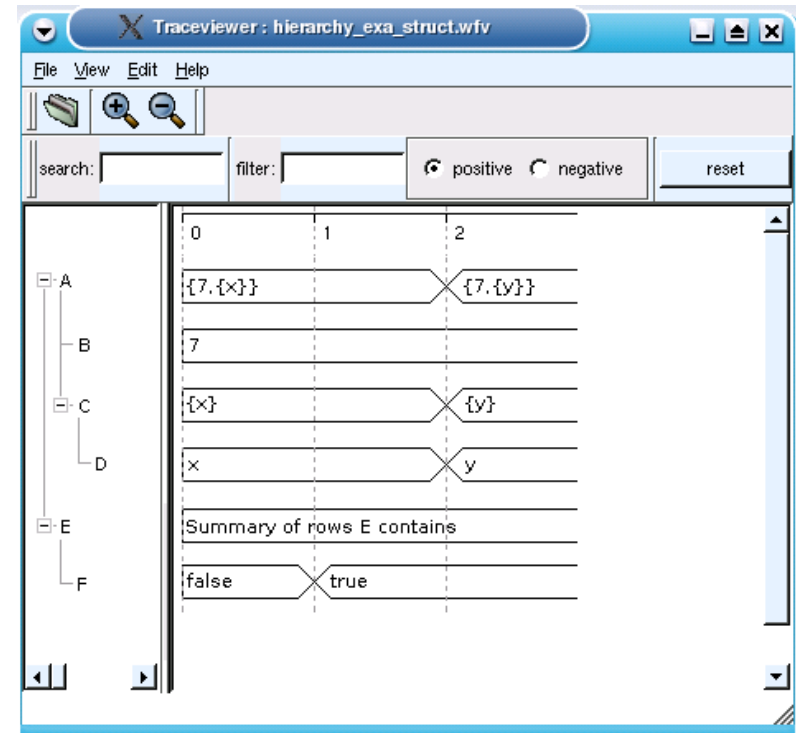 Traceviewer : hierarchy_exa_struct.wfv
File View Edit Help
search: filter: positive negative reset
0 1 2
A {7,{x}} {7,{y}}
B 7
C {x} {y}
D x y
E Summary of rows E contains
F false true